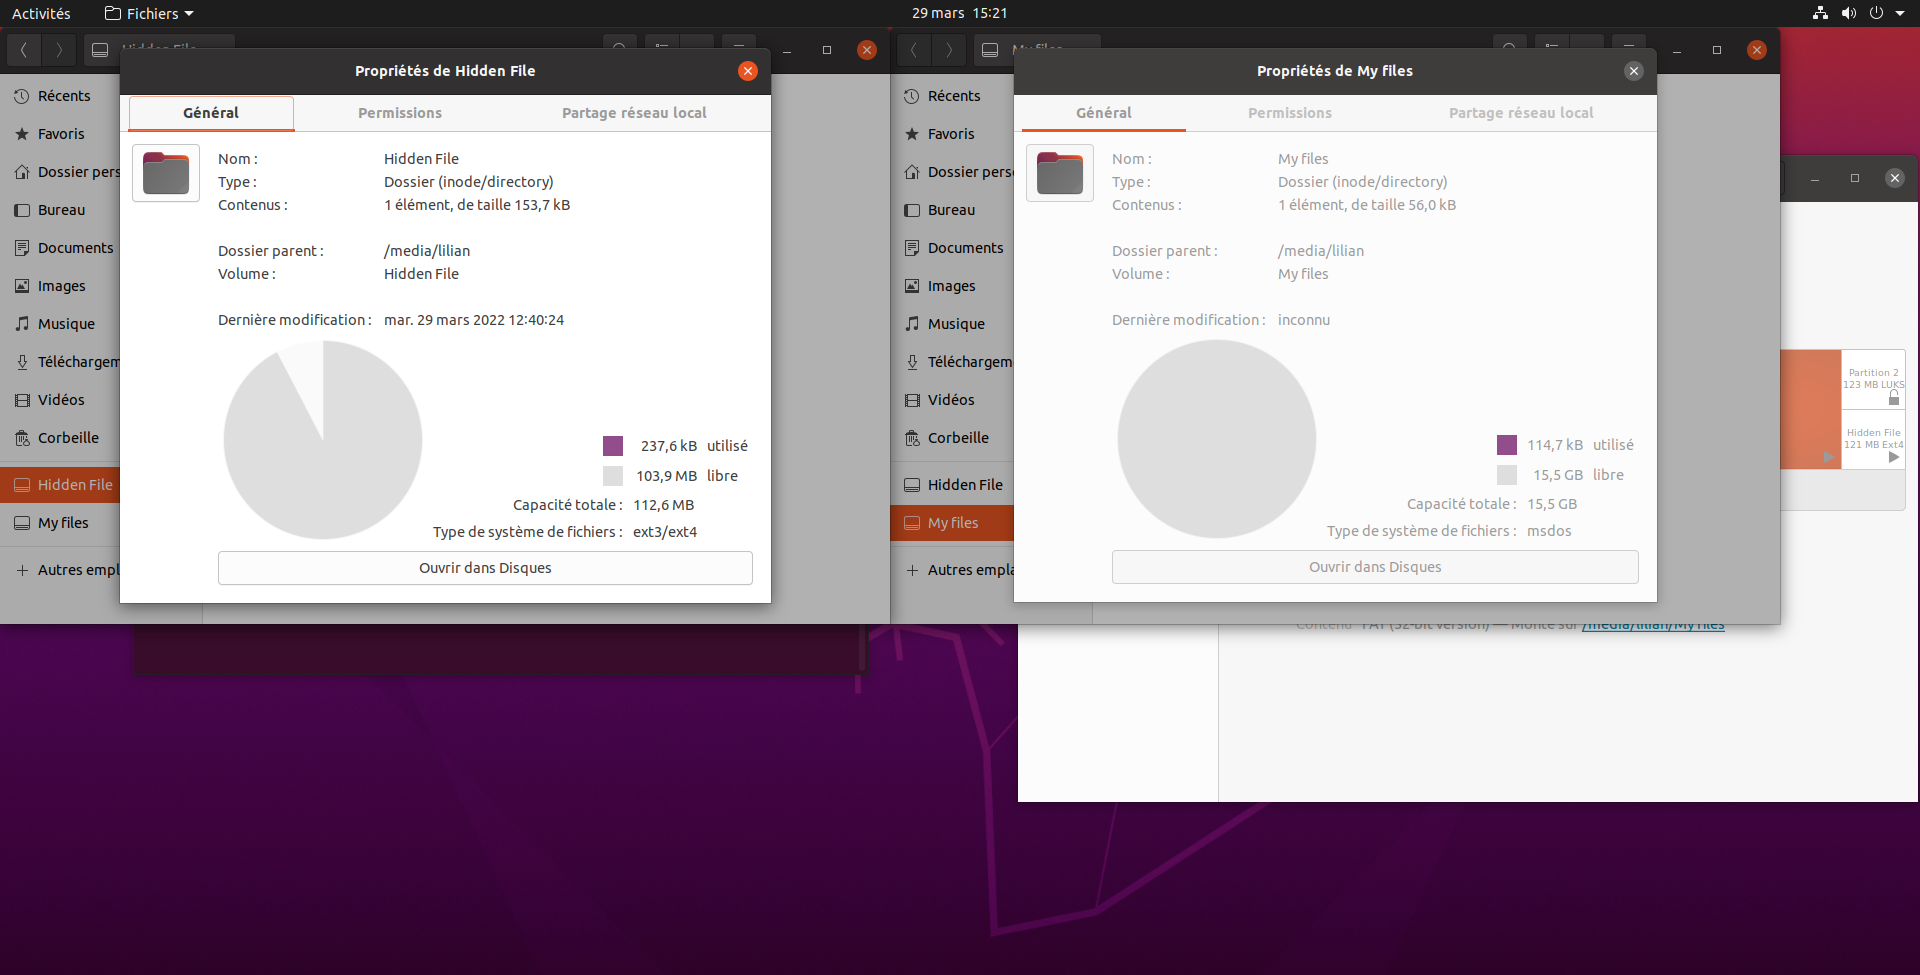 Activités
Fichiers
29 mars 15:21
Propriétés de Hidden File
Général
Permissions
Partage réseau local
Nom : Hidden File
Type : Dossier (inode/directory)
Contenus : 1 élément, de taille 153,7 kB
Dossier parent : /media/lilian
Volume : Hidden File
Dernière modification : mar. 29 mars 2022 12:40:24
237,6 kB utilisé
103,9 MB libre
Capacité totale : 112,6 MB
Type de système de fichiers : ext3/ext4
Ouvrir dans Disques
Récents
Favoris
Dossier pers
Bureau
Documents
Images
Musique
Téléchargem
Vidéos
Corbeille
Hidden File
My files
Autres empl
Propriétés de My files
Général
Permissions
Partage réseau local
Nom : My files
Type : Dossier (inode/directory)
Contenus : 1 élément, de taille 56,0 kB
Dossier parent : /media/lilian
Volume : My files
Dernière modification : inconnu
114,7 kB utilisé
15,5 GB libre
Capacité totale : 15,5 GB
Type de système de fichiers : msdos
Ouvrir dans Disques
Récents
Favoris
Dossier pers
Bureau
Documents
Images
Musique
Téléchargem
Vidéos
Corbeille
Hidden File
My files
Autres empla
Partition 2
123 MB LUKS
Hidden File
121 MB Ext4
Contenu FAT (32-bit version) — Monté sur /media/lilian/My files